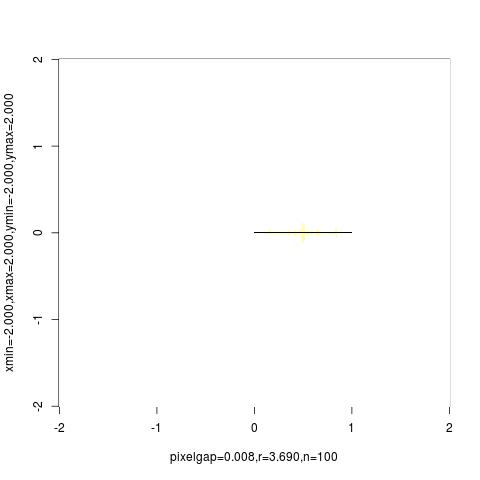 xmin=-2.000,xmax=2.000,ymin=-2.000,ymax=2.000
2
1
0
-1
-2
-2 -1 0 1 2
pixelgap=0.008,r=3.690,n=100